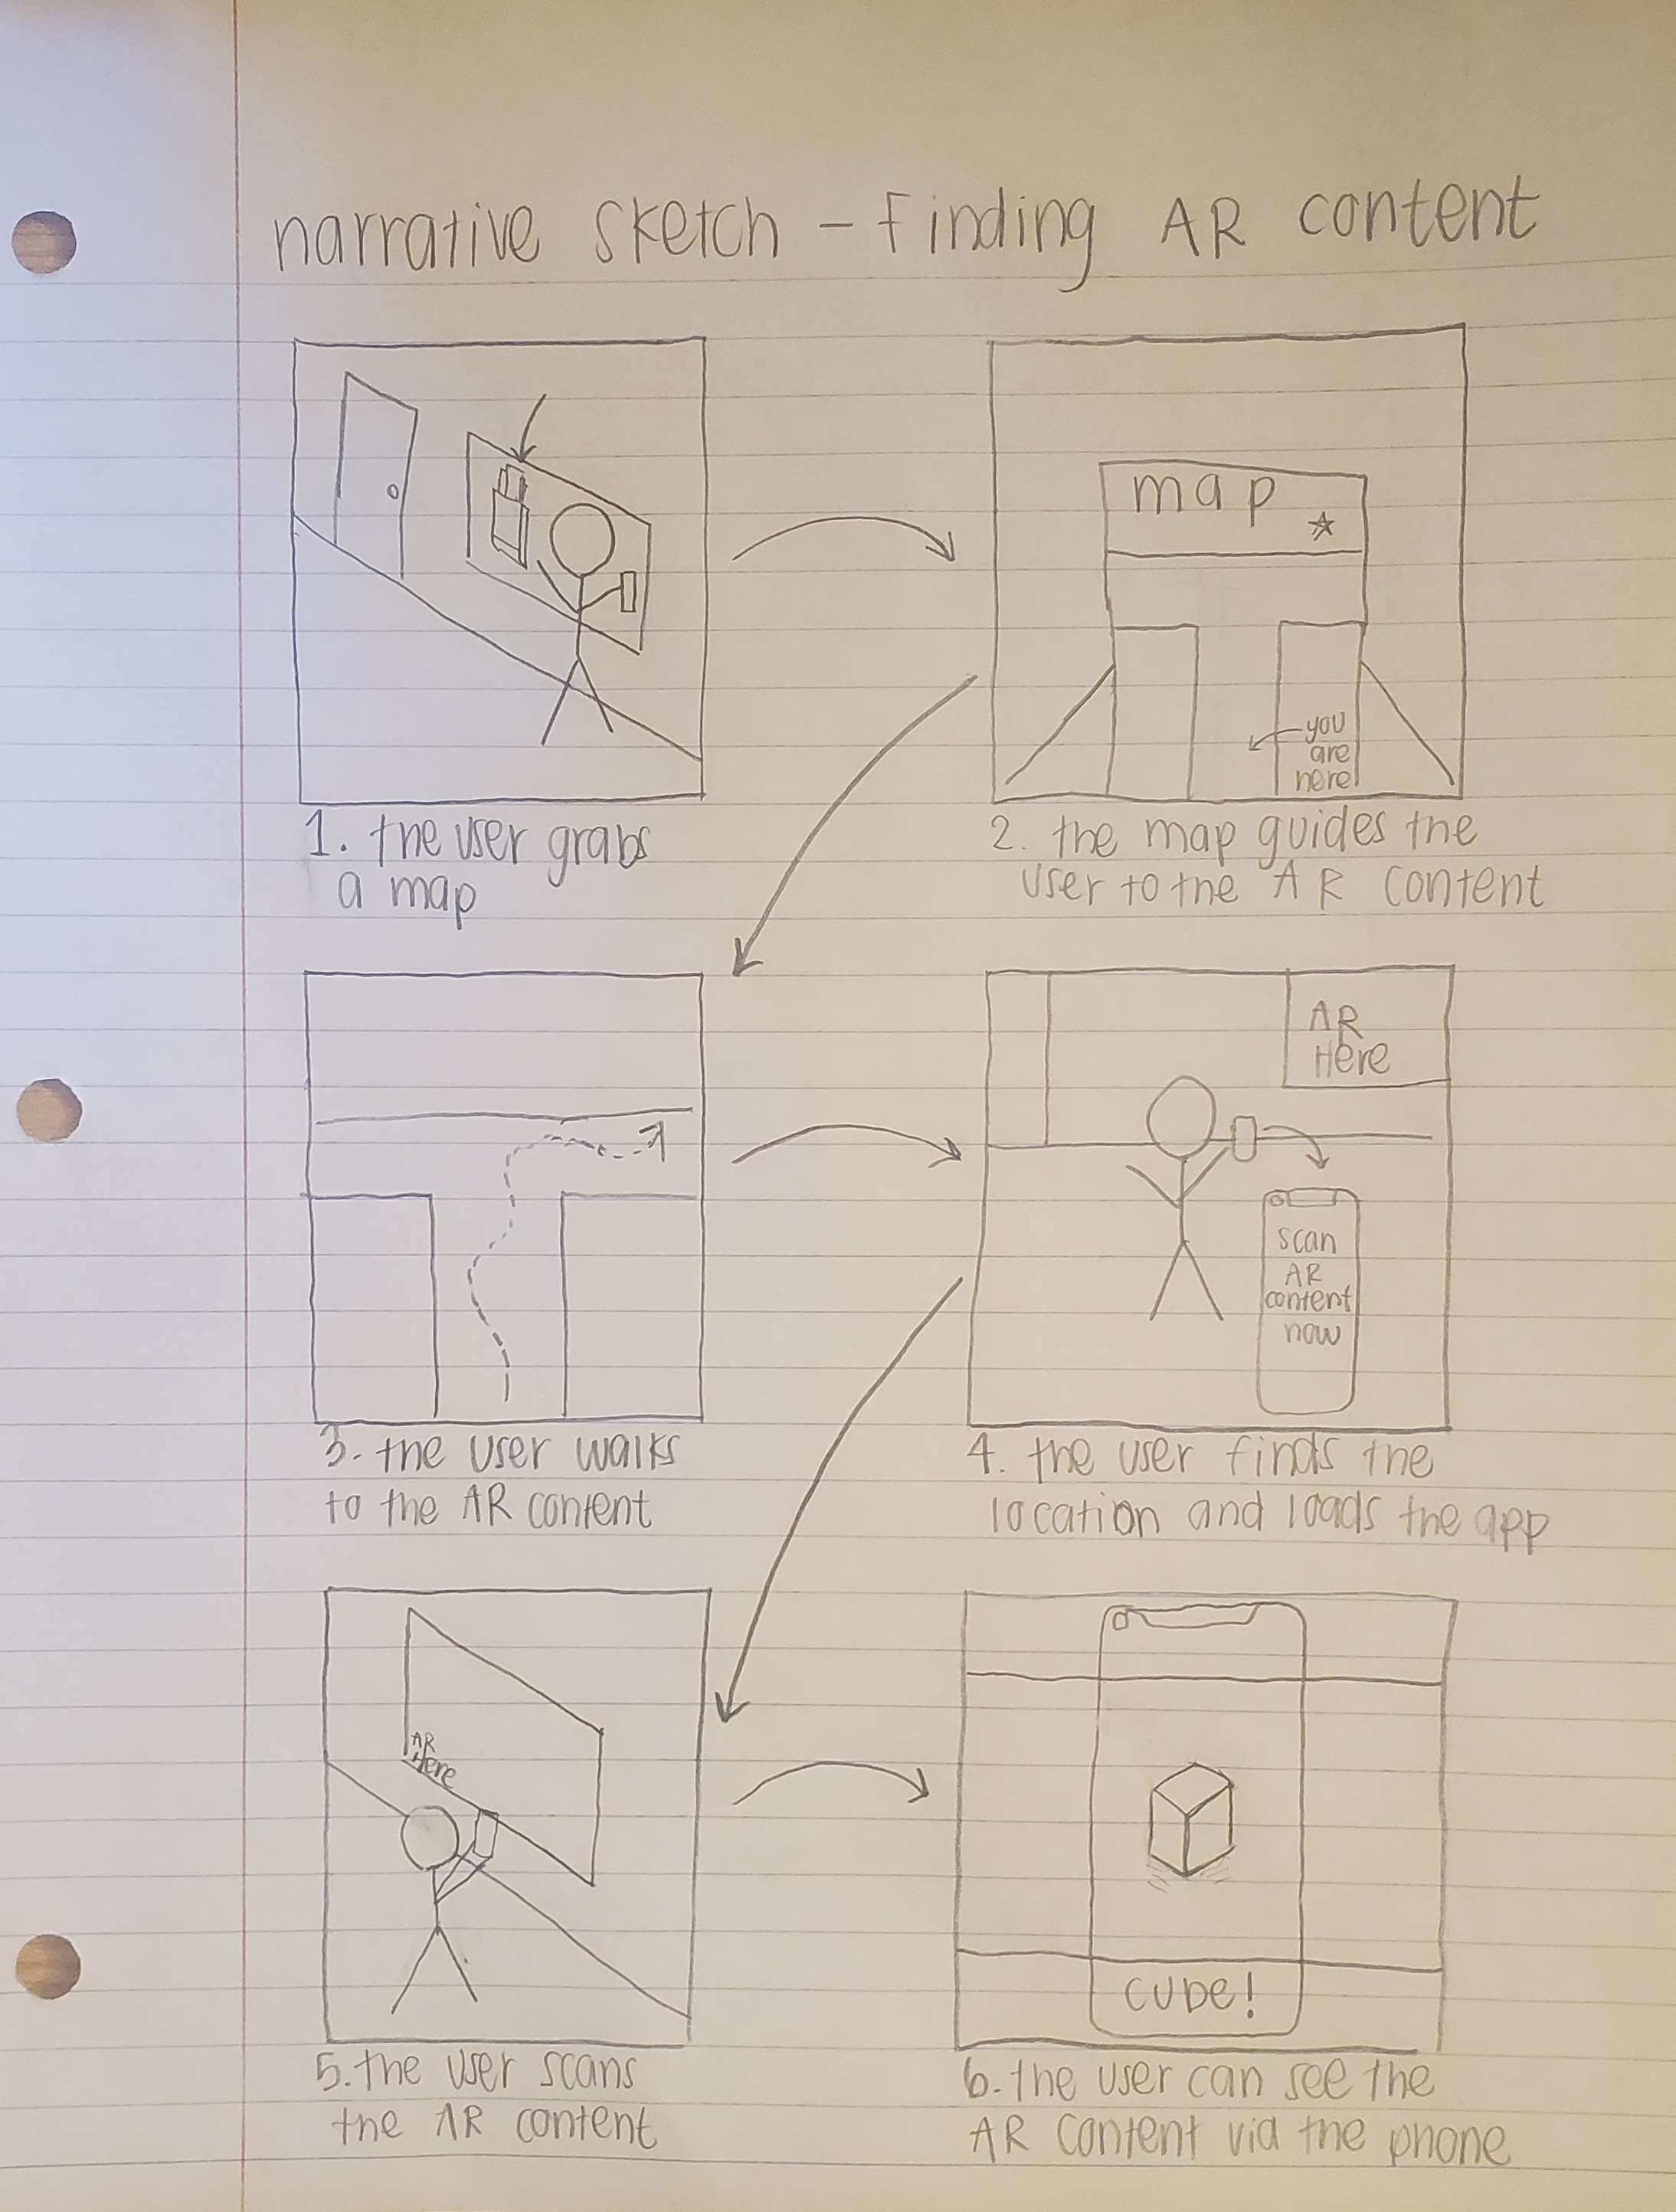 narrative sketch - finding AR content
map
you
are
here
1. the user grabs
a map
2. the map guides the
user to the AR content
AR
Here
scan
AR
content
now
3. the user walks
to the AR content
4. the user finds the
location and loads the app
AR
Here
cube!
5. the user scans
the AR content
6. the user can see the
AR content via the phone